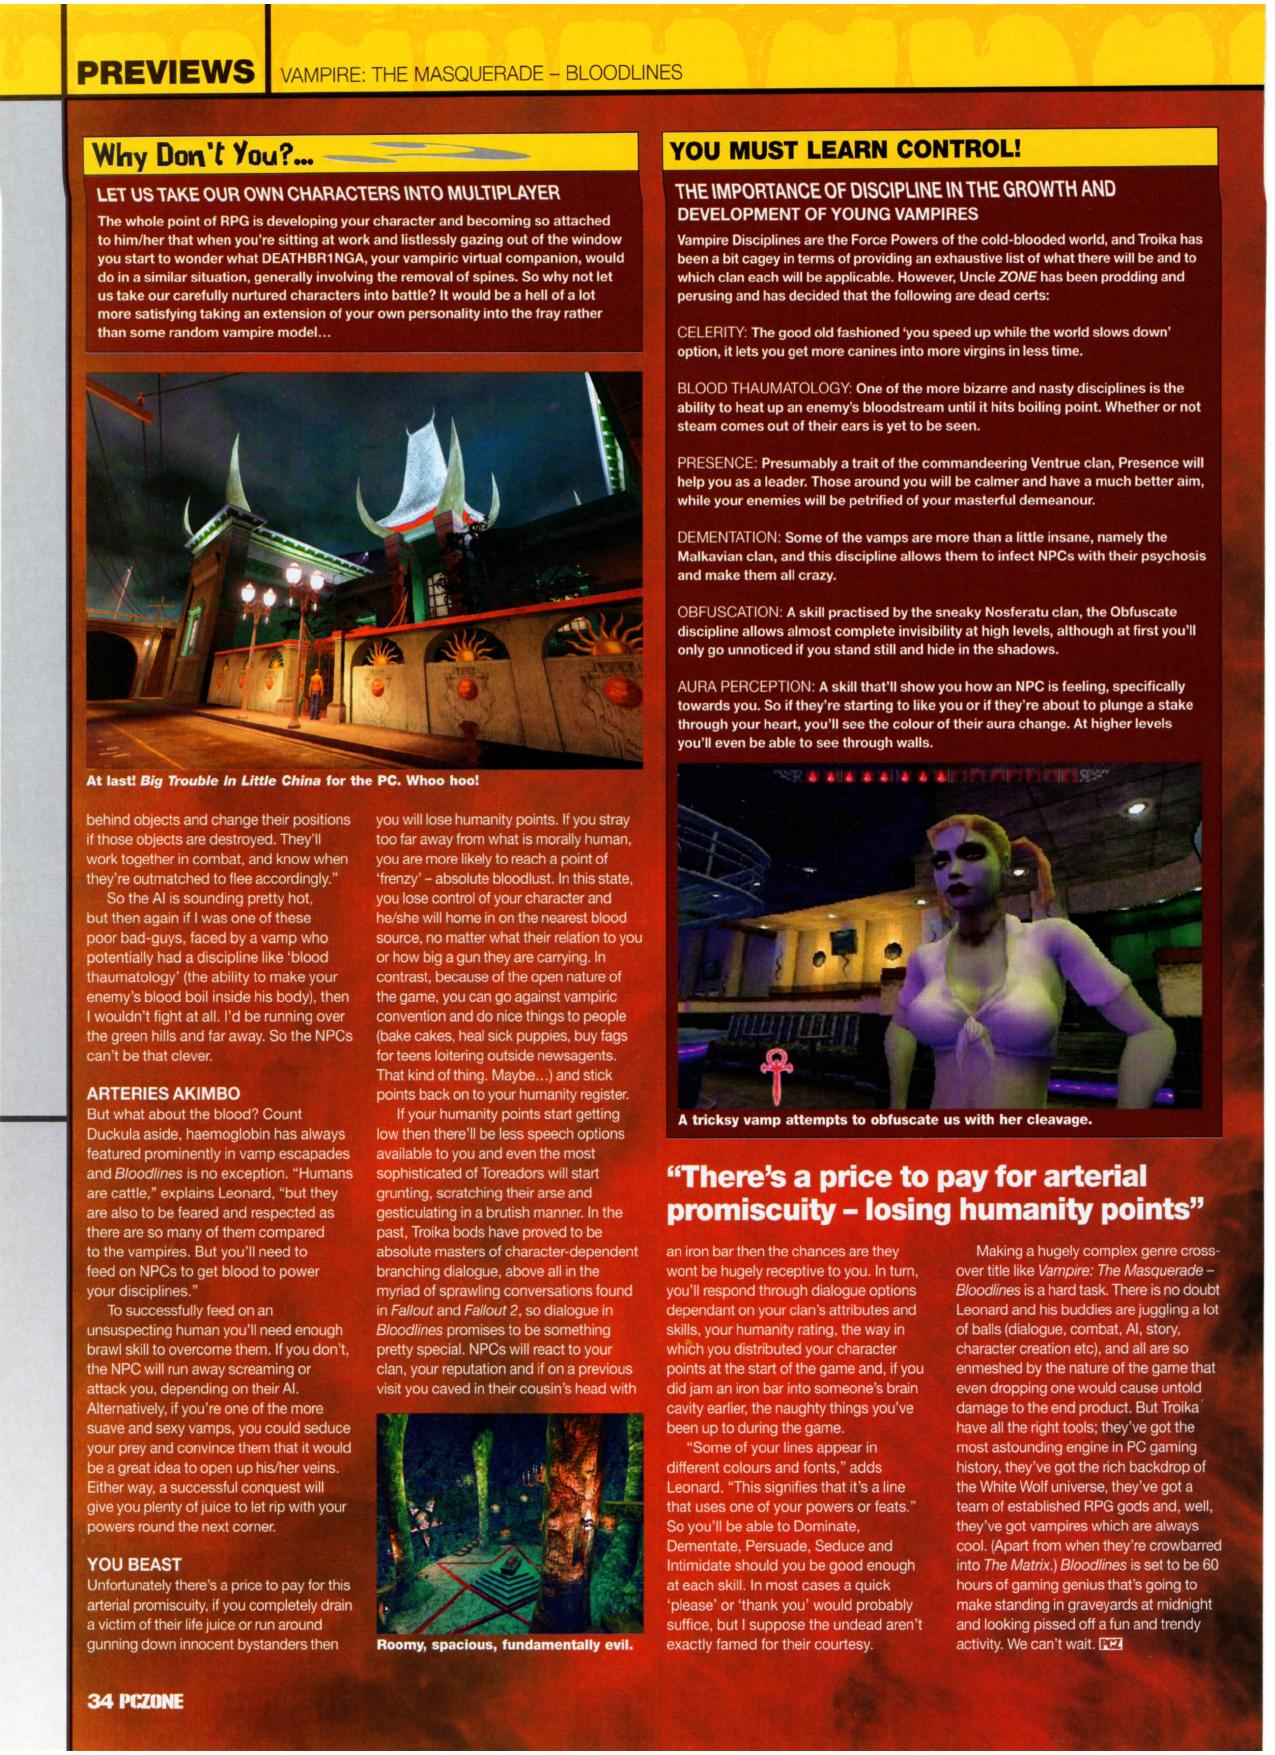 PREVIEWS
VAMPIRE: THE MASQUERADE – BLOODLINES
Why Don't You?...
LET US TAKE OUR OWN CHARACTERS INTO MULTIPLAYER
The whole point of RPG is developing your character and becoming so attached
to him/her that when you're sitting at work and listlessly gazing out of the window
you start to wonder what DEATHBR1NGA, your vampiric virtual companion, would
do in a similar situation, generally involving the removal of spines. So why not let
us take our carefully nurtured characters into battle? It would be a hell of a lot
more satisfying taking an extension of your own personality into the fray rather
than some random vampire model...
At last! Big Trouble In Little China for the PC. Whoo hoo!
behind objects and change their positions
if those objects are destroyed. They'll
work together in combat, and know when
they're outmatched to flee accordingly."
So the AI is sounding pretty hot,
but then again if I was one of these
poor bad-guys, faced by a vamp who
potentially had a discipline like 'blood
thaumatology' (the ability to make your
enemy's blood boil inside his body), then
I wouldn't fight at all. I'd be running over
the green hills and far away. So the NPCs
can't be that clever.
ARTERIES AKIMBO
But what about the blood? Count
Duckula aside, haemoglobin has always
featured prominently in vamp escapades
and Bloodlines is no exception. "Humans
are cattle," explains Leonard, "but they
are also to be feared and respected as
there are so many of them compared
to the vampires. But you'll need to
feed on NPCs to get blood to power
your disciplines."
To successfully feed on an
unsuspecting human you'll need enough
brawl skill to overcome them. If you don't,
the NPC will run away screaming or
attack you, depending on their AI.
Alternatively, if you're one of the more
suave and sexy vamps, you could seduce
your prey and convince them that it would
be a great idea to open up his/her veins.
Either way, a successful conquest will
give you plenty of juice to let rip with your
powers round the next corner.
YOU BEAST
Unfortunately there's a price to pay for this
arterial promiscuity, if you completely drain
a victim of their life juice or run around
gunning down innocent bystanders then
you will lose humanity points. If you stray
too far away from what is morally human,
you are more likely to reach a point of
'frenzy' – absolute bloodlust. In this state,
you lose control of your character and
he/she will home in on the nearest blood
source, no matter what their relation to you
or how big a gun they are carrying. In
contrast, because of the open nature of
the game, you can go against vampiric
convention and do nice things to people
(bake cakes, heal sick puppies, buy fags
for teens loitering outside newsagents.
That kind of thing. Maybe...) and stick
points back on to your humanity register.
If your humanity points start getting
low then there'll be less speech options
available to you and even the most
sophisticated of Toreadors will start
grunting, scratching their arse and
gesticulating in a brutish manner. In the
past, Troika bods have proved to be
absolute masters of character-dependent
branching dialogue, above all in the
myriad of sprawling conversations found
in Fallout and Fallout 2, so dialogue in
Bloodlines promises to be something
pretty special. NPCs will react to your
clan, your reputation and if on a previous
visit you caved in their cousin's head with
Roomy, spacious, fundamentally evil.
YOU MUST LEARN CONTROL!
THE IMPORTANCE OF DISCIPLINE IN THE GROWTH AND
DEVELOPMENT OF YOUNG VAMPIRES
Vampire Disciplines are the Force Powers of the cold-blooded world, and Troika has
been a bit cagey in terms of providing an exhaustive list of what there will be and to
which clan each will be applicable. However, Uncle ZONE has been prodding and
perusing and has decided that the following are dead certs:
CELERITY: The good old fashioned 'you speed up while the world slows down'
option, it lets you get more canines into more virgins in less time.
BLOOD THAUMATOLOGY: One of the more bizarre and nasty disciplines is the
ability to heat up an enemy's bloodstream until it hits boiling point. Whether or not
steam comes out of their ears is yet to be seen.
PRESENCE: Presumably a trait of the commandeering Ventrue clan, Presence will
help you as a leader. Those around you will be calmer and have a much better aim,
while your enemies will be petrified of your masterful demeanour.
DEMENTATION: Some of the vamps are more than a little insane, namely the
Malkavian clan, and this discipline allows them to infect NPCs with their psychosis
and make them all crazy.
OBFUSCATION: A skill practised by the sneaky Nosferatu clan, the Obfuscate
discipline allows almost complete invisibility at high levels, although at first you'll
only go unnoticed if you stand still and hide in the shadows.
AURA PERCEPTION: A skill that'll show you how an NPC is feeling, specifically
towards you. So if they're starting to like you or if they're about to plunge a stake
through your heart, you'll see the colour of their aura change. At higher levels
you'll even be able to see through walls.
A tricksy vamp attempts to obfuscate us with her cleavage.
"There's a price to pay for arterial
promiscuity – losing humanity points"
an iron bar then the chances are they
wont be hugely receptive to you. In turn,
you'll respond through dialogue options
dependant on your clan's attributes and
skills, your humanity rating, the way in
which you distributed your character
points at the start of the game and, if you
did jam an iron bar into someone's brain
cavity earlier, the naughty things you've
been up to during the game.
"Some of your lines appear in
different colours and fonts," adds
Leonard. "This signifies that it's a line
that uses one of your powers or feats."
So you'll be able to Dominate,
Dementate, Persuade, Seduce and
Intimidate should you be good enough
at each skill. In most cases a quick
'please' or 'thank you' would probably
suffice, but I suppose the undead aren't
exactly famed for their courtesy.
Making a hugely complex genre cross-
over title like Vampire: The Masquerade –
Bloodlines is a hard task. There is no doubt
Leonard and his buddies are juggling a lot
of balls (dialogue, combat, AI, story,
character creation etc), and all are so
enmeshed by the nature of the game that
even dropping one would cause untold
damage to the end product. But Troika
have all the right tools; they've got the
most astounding engine in PC gaming
history, they've got the rich backdrop of
the White Wolf universe, they've got a
team of established RPG gods and, well,
they've got vampires which are always
cool. (Apart from when they're crowbarred
into The Matrix.) Bloodlines is set to be 60
hours of gaming genius that's going to
make standing in graveyards at midnight
and looking pissed off a fun and trendy
activity. We can't wait. PCZ
34 PCZONE